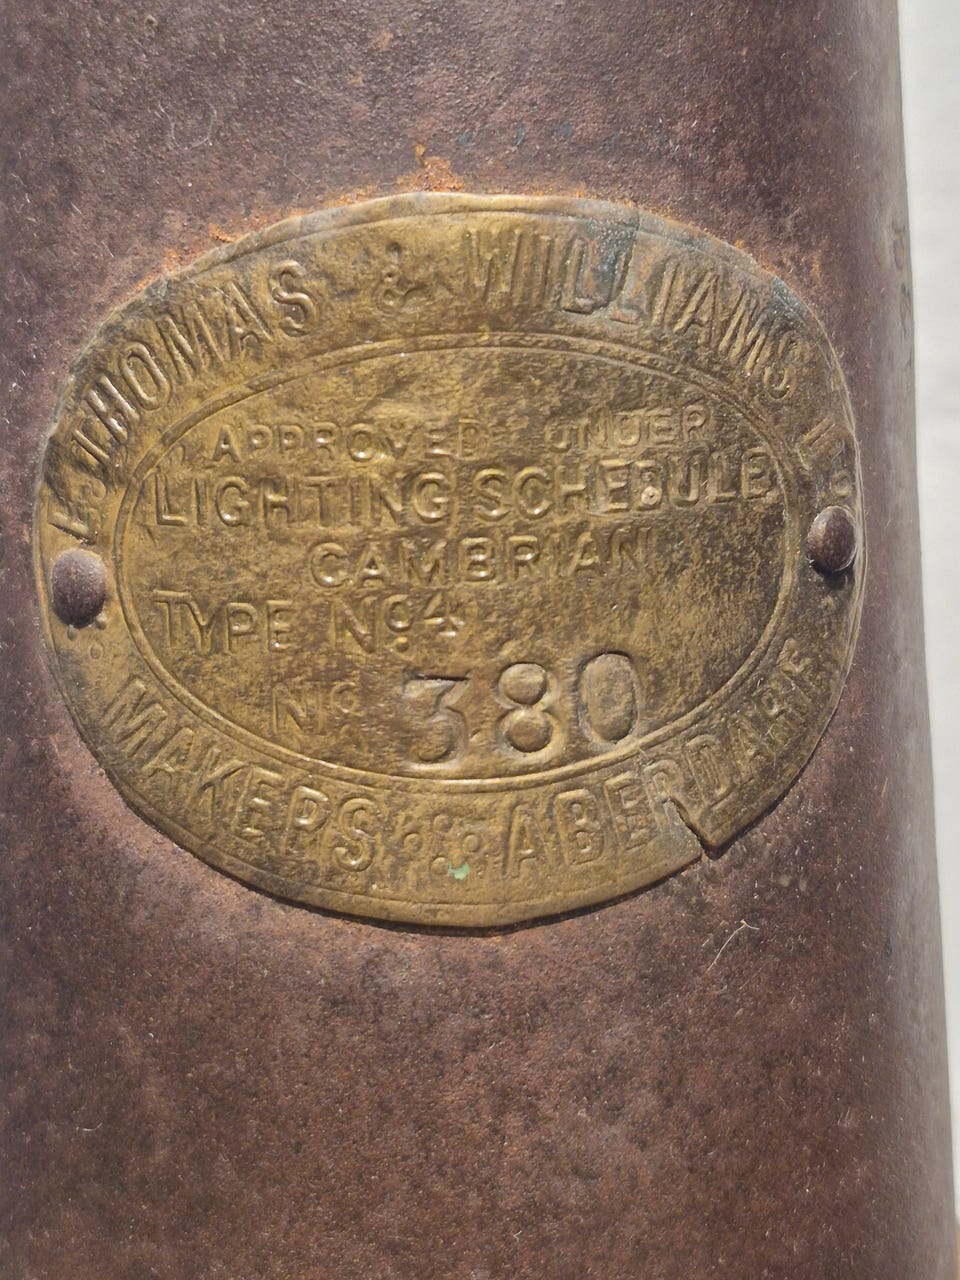 E. THOMAS & WILLIAMS LTD
APPROVED UNDER
LIGHTING SCHEDULE
CAMBRIAN
TYPE No 4
No 380
MAKERS ABERDARE